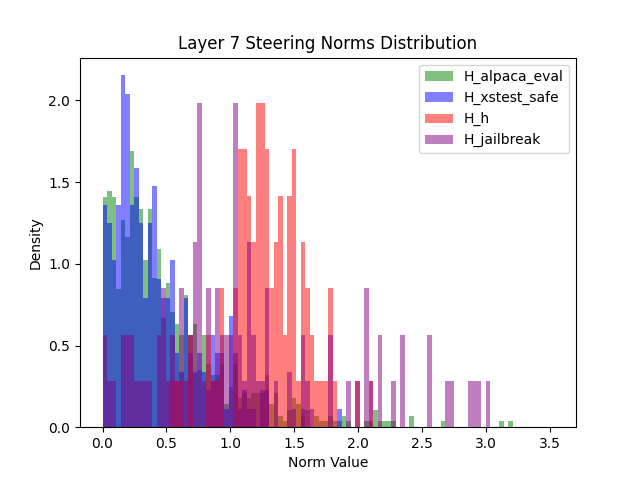 Layer 7 Steering Norms Distribution
H_alpaca_eval
H_xstest_safe
H_h
H_jailbreak
Density
2.0
1.5
1.0
0.5
0.0
0.0 0.5 1.0 1.5 2.0 2.5 3.0 3.5
Norm Value